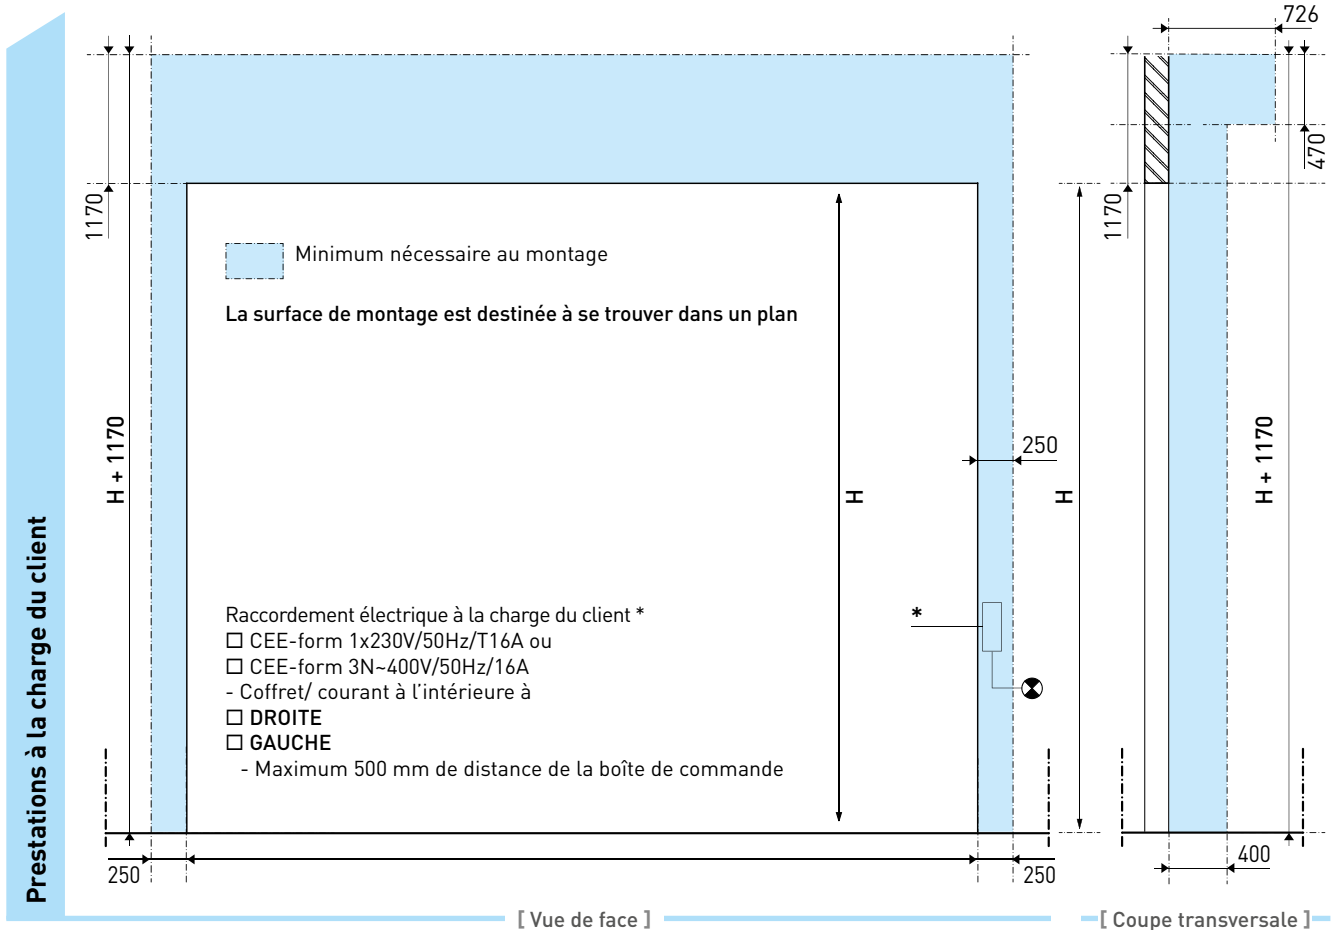 Prestations à la charge du client
1170
H + 1170
Minimum nécessaire au montage
La surface de montage est destinée à se trouver dans un plan
H
250
Raccordement électrique à la charge du client *
☐ CEE-form 1x230V/50Hz/T16A ou
☐ CEE-form 3N~400V/50Hz/16A
- Coffret/ courant à l'intérieure à
☐ DROITE
☐ GAUCHE
- Maximum 500 mm de distance de la boîte de commande
*
250
250
[ Vue de face ]
726
470
1170
H
H + 1170
400
[ Coupe transversale ]